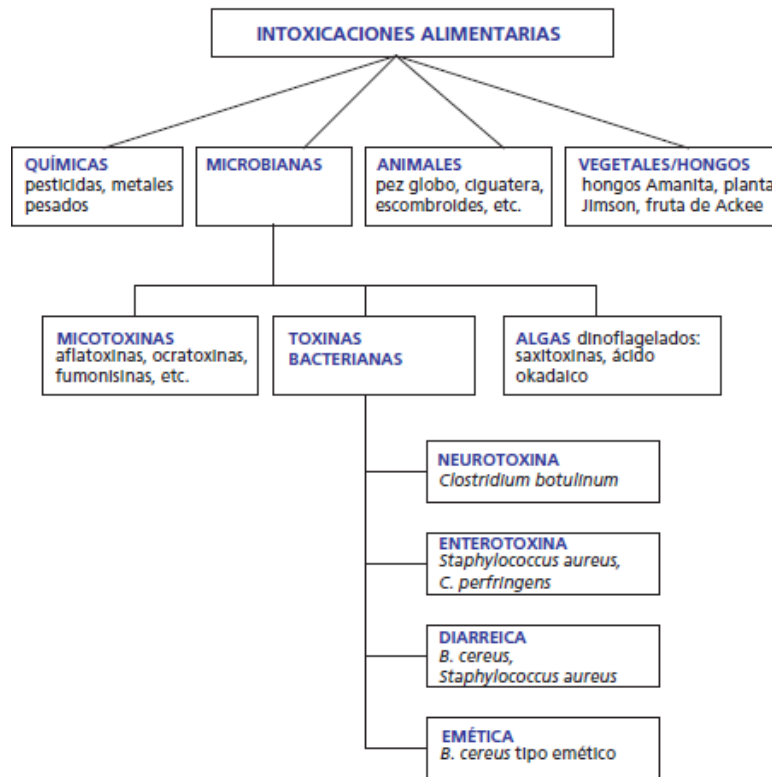 INTOXICACIONES ALIMENTARIAS
QUÍMICAS
pesticidas, metales
pesados
MICROBIANAS
ANIMALES
pez globo, ciguatera,
escombroides, etc.
VEGETALES/HONGOS
hongos Amanita, planta
Jimson, fruta de Ackee
MICOTOXINAS
aflatoxinas, ocratoxinas,
fumonisinas, etc.
TOXINAS
BACTERIANAS
ALGAS dinoflagelados:
saxitoxinas, ácido
okadaico
NEUROTOXINA
Clostridium botulinum
ENTEROTOXINA
Staphylococcus aureus,
C. perfringens
DIARREICA
B. cereus,
Staphylococcus aureus
EMÉTICA
B. cereus tipo emético